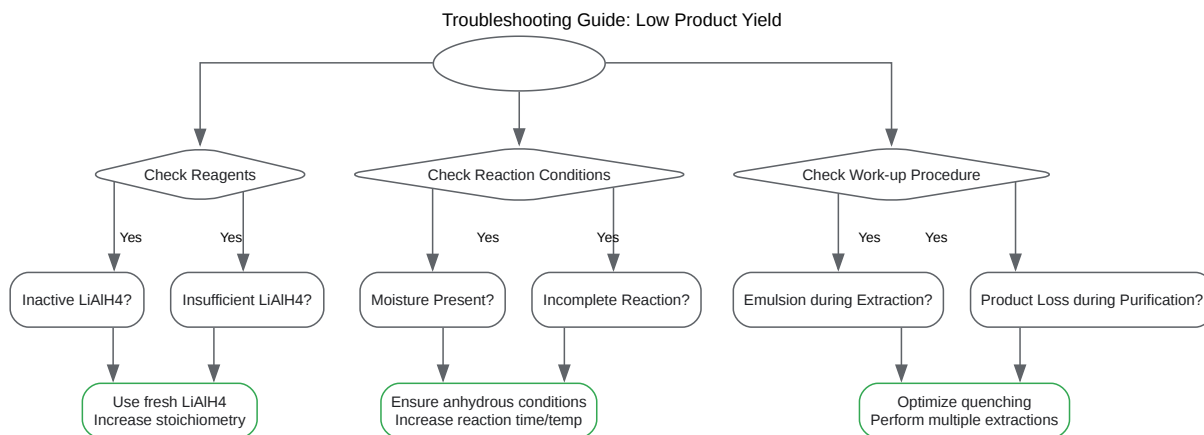 Troubleshooting Guide: Low Product Yield
Check Reagents
Check Reaction Conditions
Check Work-up Procedure
Yes
Yes
Yes
Yes
Yes
Yes
Inactive LiAlH4?
Insufficient LiAlH4?
Moisture Present?
Incomplete Reaction?
Emulsion during Extraction?
Product Loss during Purification?
Use fresh LiAlH4
Increase stoichiometry
Ensure anhydrous conditions
Increase reaction time/temp
Optimize quenching
Perform multiple extractions